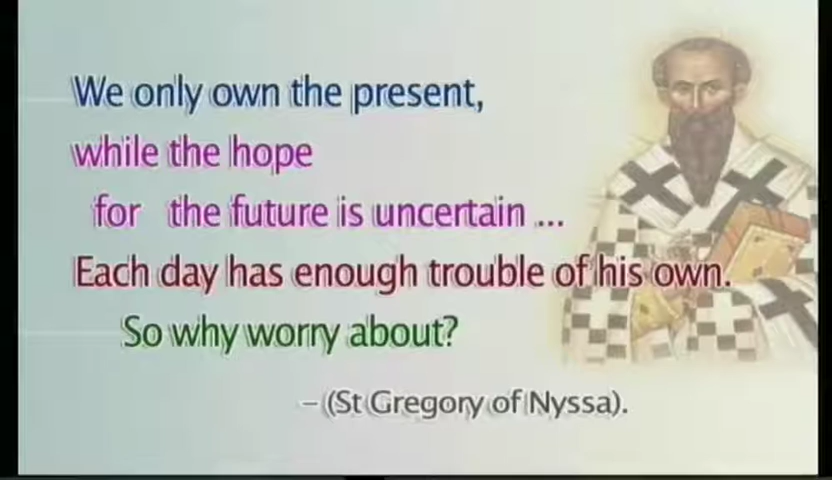 We only own the present,
while the hope
for the future is uncertain ...
Each day has enough trouble of his own.
So why worry about?
– (St Gregory of Nyssa).